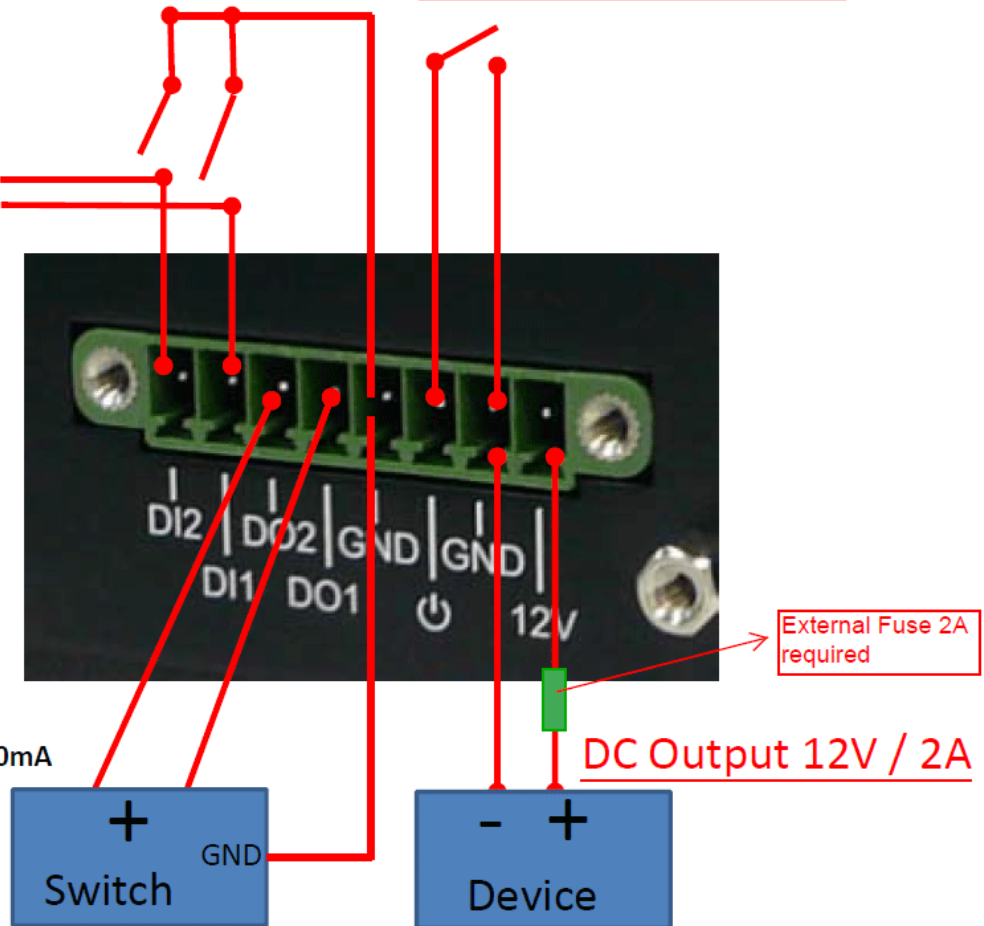 DI2
DO2
GND
GND
DI1
DO1
12V
External Fuse 2A
required
0mA
DC Output 12V / 2A
+
GND
Switch
- +
Device